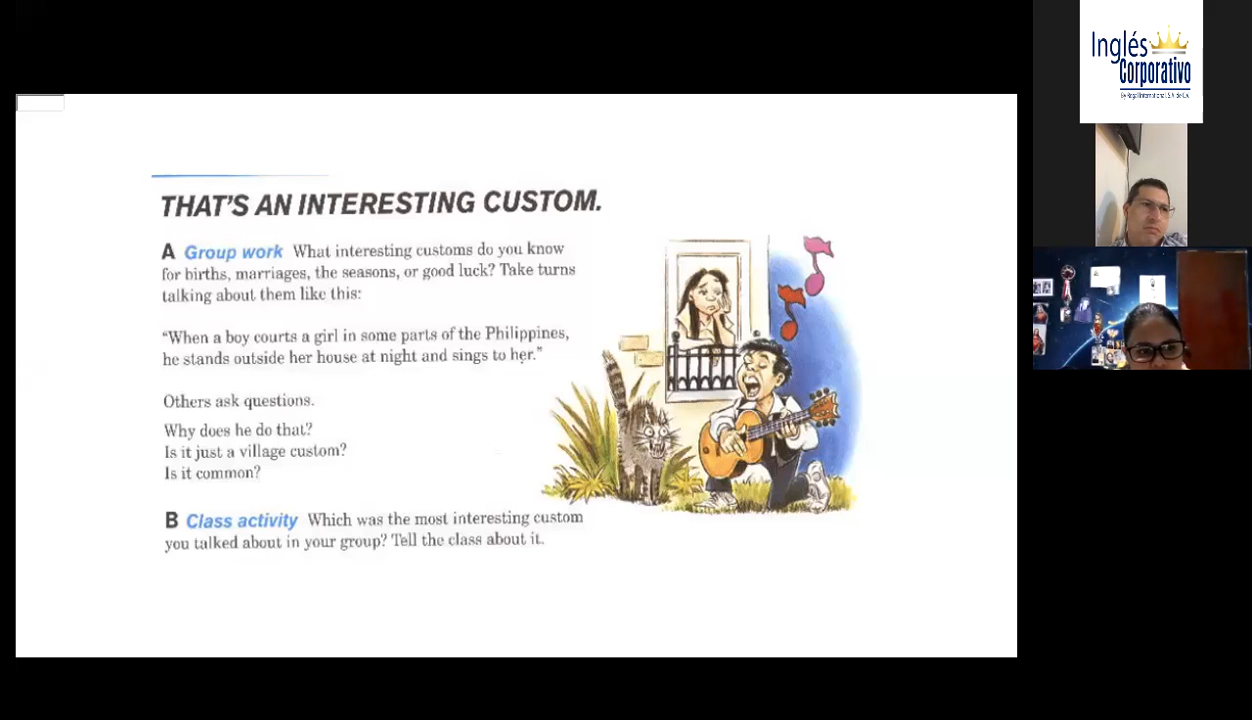 THAT'S AN INTERESTING CUSTOM.
A Group work What interesting customs do you know
for births, marriages, the seasons, or good luck? Take turns
talking about them like this:
"When a boy courts a girl in some parts of the Philippines,
he stands outside her house at night and sings to her."
Others ask questions.
Why does he do that?
Is it just a village custom?
Is it common?
B Class activity Which was the most interesting custom
you talked about in your group? Tell the class about it.
Inglés
Corporativo